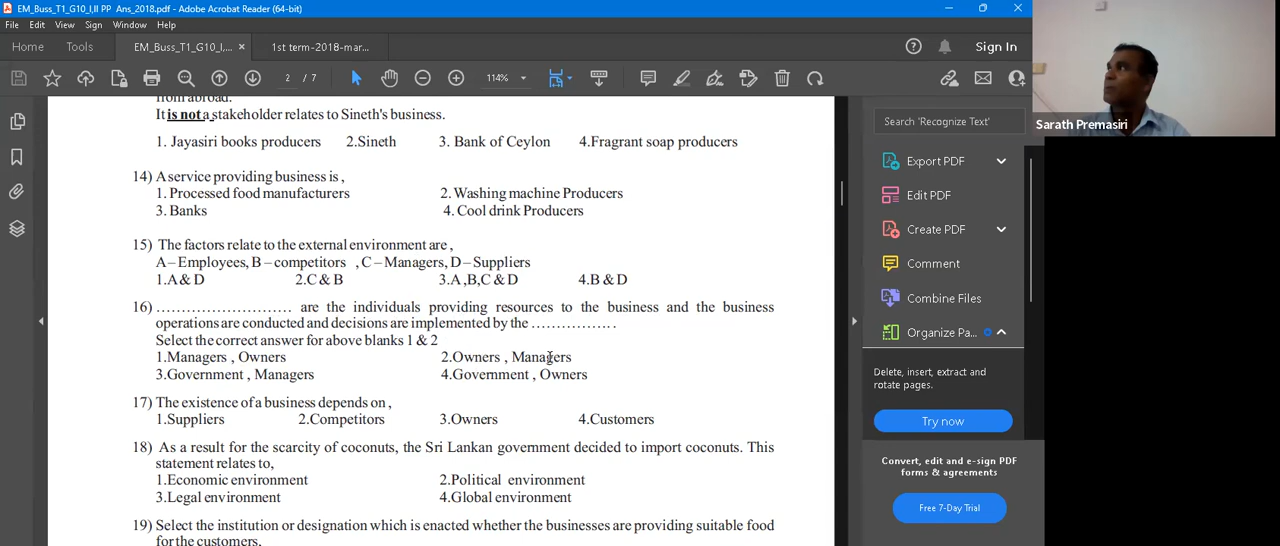 EM_Buss_T1_G10_I,II PP Ans_2018.pdf - Adobe Acrobat Reader (64-bit)
File Edit View Sign Window Help
Home Tools EM_Buss_T1_G10_I,... × 1st term-2018-mar... Sign In
2 / 7 114%
from abroad.
It is not a stakeholder relates to Sineth's business.
1. Jayasiri books producers 2.Sineth 3. Bank of Ceylon 4.Fragrant soap producers
14) A service providing business is ,
1. Processed food manufacturers 2. Washing machine Producers
3. Banks 4. Cool drink Producers
15) The factors relate to the external environment are ,
A – Employees, B – competitors , C – Managers, D – Suppliers
1.A & D 2.C & B 3.A ,B,C & D 4.B & D
16) ............................ are the individuals providing resources to the business and the business
operations are conducted and decisions are implemented by the .................
Select the correct answer for above blanks 1 & 2
1.Managers , Owners 2.Owners , Managers
3.Government , Managers 4.Government , Owners
17) The existence of a business depends on ,
1.Suppliers 2.Competitors 3.Owners 4.Customers
18) As a result for the scarcity of coconuts, the Sri Lankan government decided to import coconuts. This
statement relates to,
1.Economic environment 2.Political environment
3.Legal environment 4.Global environment
19) Select the institution or designation which is enacted whether the businesses are providing suitable food
for the customers,
Search 'Recognize Text'
Export PDF
Edit PDF
Create PDF
Comment
Combine Files
Organize Pa...
Delete, insert, extract and
rotate pages.
Try now
Convert, edit and e-sign PDF
forms & agreements
Free 7-Day Trial
Sarath Premasiri